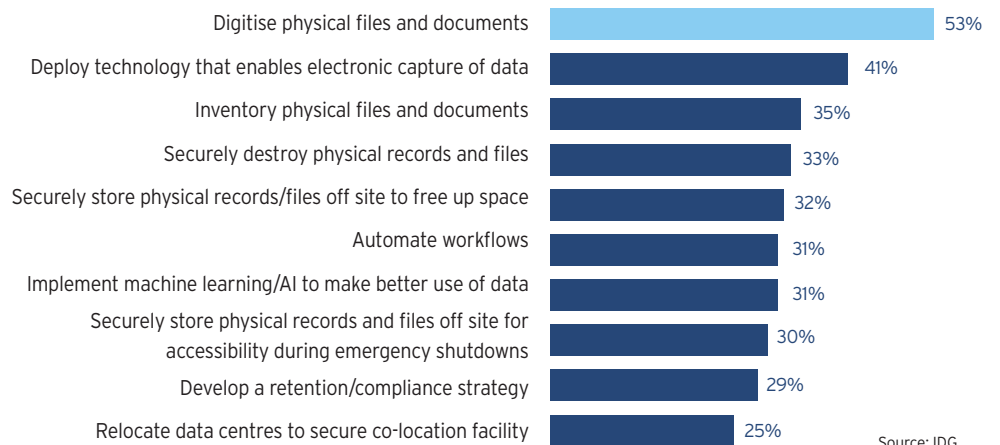 Digitise physical files and documents 53%
Deploy technology that enables electronic capture of data 41%
Inventory physical files and documents 35%
Securely destroy physical records and files 33%
Securely store physical records/files off site to free up space 32%
Automate workflows 31%
Implement machine learning/AI to make better use of data 31%
Securely store physical records and files off site for
accessibility during emergency shutdowns 30%
Develop a retention/compliance strategy 29%
Relocate data centres to secure co-location facility 25%
Source: IDG